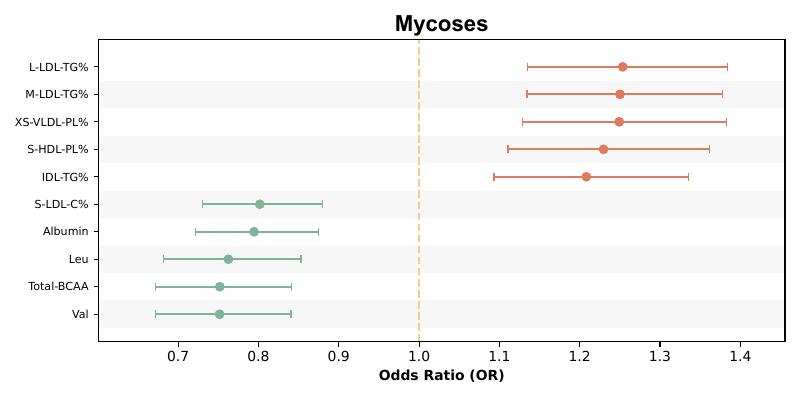 Mycoses
L-LDL-TG%
M-LDL-TG%
XS-VLDL-PL%
S-HDL-PL%
IDL-TG%
S-LDL-C%
Albumin
Leu
Total-BCAA
Val
0.7 0.8 0.9 1.0 1.1 1.2 1.3 1.4
Odds Ratio (OR)